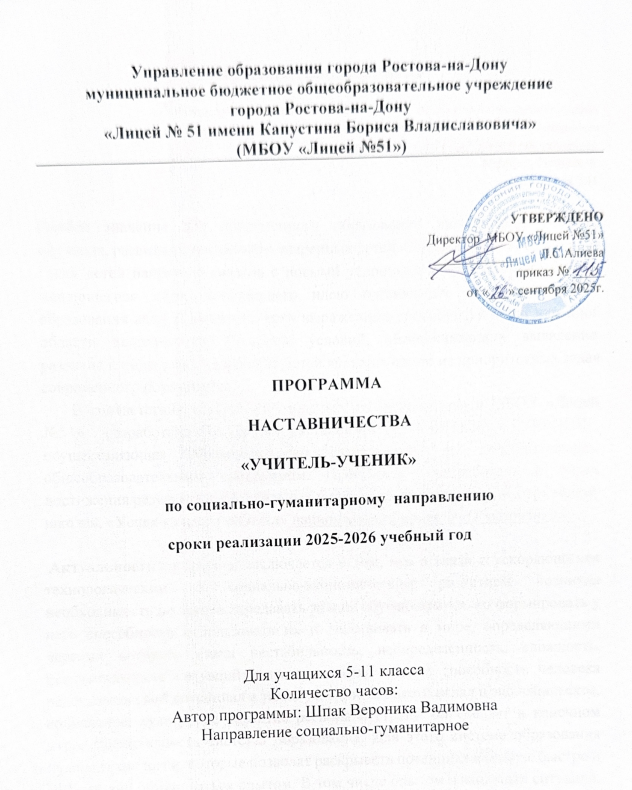 Управление образования города Ростова-на-Дону
муниципальное бюджетное общеобразовательное учреждение
города Ростова-на-Дону
«Лицей № 51 имени Капустина Бориса Владиславовича»
(МБОУ «Лицей №51»)
УТВЕРЖДЕНО
Директор МБОУ «Лицей №51»
Л.С.Алиева
приказ №
от « 26 » сентября 2025г.
ПРОГРАММА
НАСТАВНИЧЕСТВА
«УЧИТЕЛЬ-УЧЕНИК»
по социально-гуманитарному направлению
сроки реализации 2025-2026 учебный год
Для учащихся 5-11 класса
Количество часов:
Автор программы: Шпак Вероника Вадимовна
Направление социально-гуманитарное